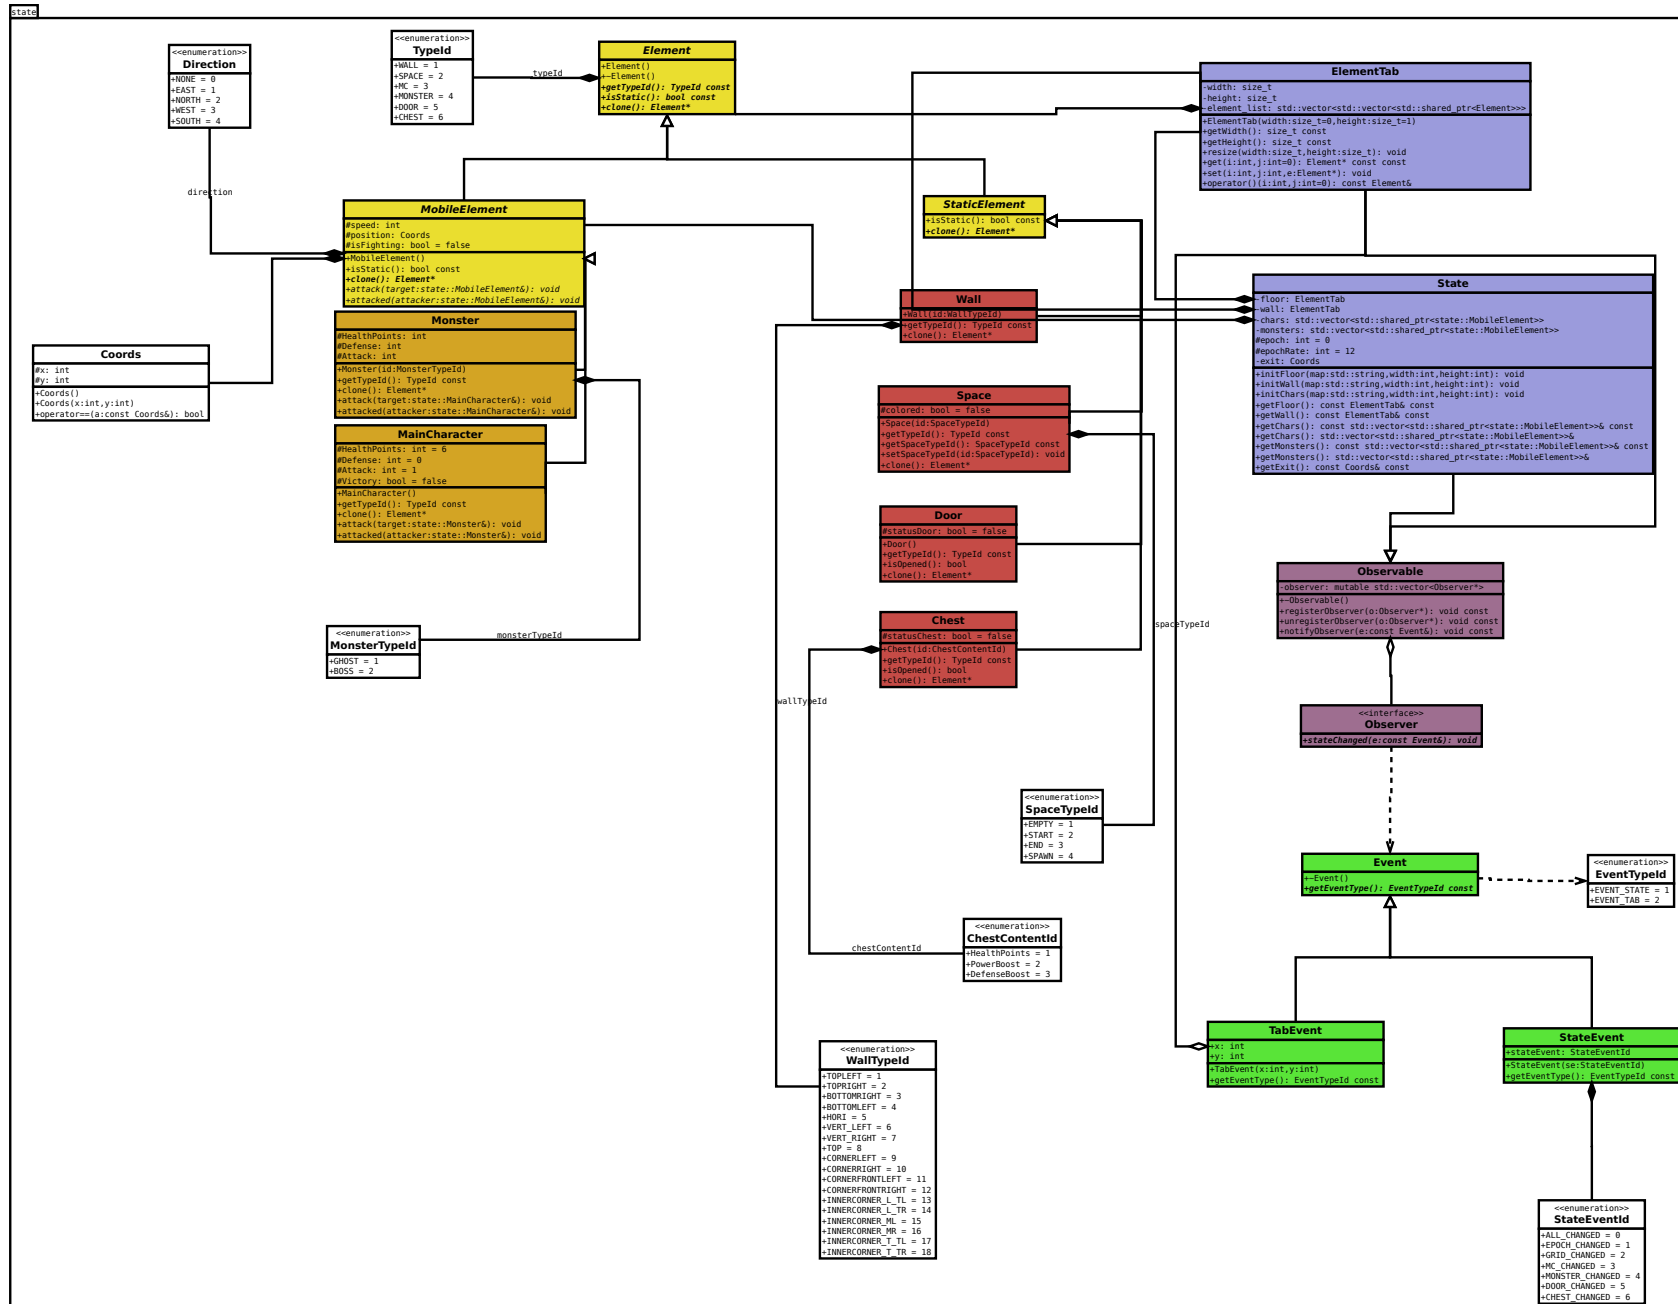 state
<<enumeration>>
Direction
+NONE = 0
+EAST = 1
+NORTH = 2
+WEST = 3
+SOUTH = 4
<<enumeration>>
TypeId
+WALL = 1
+SPACE = 2
+MC = 3
+MONSTER = 4
+DOOR = 5
+CHEST = 6
typeId
Element
+Element()
+~Element()
+getTypeId(): TypeId const
+isStatic(): bool const
+clone(): Element*
ElementTab
-width: size_t
-height: size_t
-element_list: std::vector<std::vector<std::shared_ptr<Element>>>
+ElementTab(width:size_t=0,height:size_t=1)
+getWidth(): size_t const
+getHeight(): size_t const
+resize(width:size_t,height:size_t): void
+get(i:int,j:int=0): Element* const const
+set(i:int,j:int,e:Element*): void
+operator()(i:int,j:int=0): const Element&
direction
MobileElement
#speed: int
#position: Coords
#isFighting: bool = false
+MobileElement()
+isStatic(): bool const
+clone(): Element*
+attack(target:state::MobileElement&): void
+attacked(attacker:state::MobileElement&): void
StaticElement
+isStatic(): bool const
+clone(): Element*
Wall
+Wall(id:WallTypeId)
+getTypeId(): TypeId const
+clone(): Element*
State
-floor: ElementTab
-wall: ElementTab
-chars: std::vector<std::shared_ptr<state::MobileElement>>
-monsters: std::vector<std::shared_ptr<state::MobileElement>>
#epoch: int = 0
#epochRate: int = 12
-exit: Coords
+initFloor(map:std::string,width:int,height:int): void
+initWall(map:std::string,width:int,height:int): void
+initChars(map:std::string,width:int,height:int): void
+getFloor(): const ElementTab& const
+getWall(): const ElementTab& const
+getChars(): const std::vector<std::shared_ptr<state::MobileElement>>& const
+getChars(): std::vector<std::shared_ptr<state::MobileElement>>&
+getMonsters(): const std::vector<std::shared_ptr<state::MobileElement>>& const
+getMonsters(): std::vector<std::shared_ptr<state::MobileElement>>&
+getExit(): const Coords& const
Monster
#HealthPoints: int
#Defense: int
#Attack: int
+Monster(id:MonsterTypeId)
+getTypeId(): TypeId const
+clone(): Element*
+attack(target:state::MainCharacter&): void
+attacked(attacker:state::MainCharacter&): void
Coords
#x: int
#y: int
+Coords()
+Coords(x:int,y:int)
+operator==(a:const Coords&): bool
Space
#colored: bool = false
+Space(id:SpaceTypeId)
+getTypeId(): TypeId const
+getSpaceTypeId(): SpaceTypeId const
+setSpaceTypeId(id:SpaceTypeId): void
+clone(): Element*
MainCharacter
#HealthPoints: int = 6
#Defense: int = 0
#Attack: int = 1
#Victory: bool = false
+MainCharacter()
+getTypeId(): TypeId const
+clone(): Element*
+attack(target:state::Monster&): void
+attacked(attacker:state::Monster&): void
Door
#statusDoor: bool = false
+Door()
+getTypeId(): TypeId const
+isOpened(): bool
+clone(): Element*
Observable
-observer: mutable std::vector<Observer*>
+~Observable()
+registerObserver(o:Observer*): void const
+unregisterObserver(o:Observer*): void const
+notifyObserver(e:const Event&): void const
Chest
#statusChest: bool = false
+Chest(id:ChestContentId)
+getTypeId(): TypeId const
+isOpened(): bool
+clone(): Element*
spaceTypeId
<<enumeration>>
MonsterTypeId
+GHOST = 1
+BOSS = 2
monsterTypeId
wallTypeId
<<interface>>
Observer
+stateChanged(e:const Event&): void
<<enumeration>>
SpaceTypeId
+EMPTY = 1
+START = 2
+END = 3
+SPAWN = 4
Event
+~Event()
+getEventType(): EventTypeId const
<<enumeration>>
EventTypeId
+EVENT_STATE = 1
+EVENT_TAB = 2
chestContentId
<<enumeration>>
ChestContentId
+HealthPoints = 1
+PowerBoost = 2
+DefenseBoost = 3
TabEvent
+x: int
+y: int
+TabEvent(x:int,y:int)
+getEventType(): EventTypeId const
StateEvent
+stateEvent: StateEventId
+StateEvent(se:StateEventId)
+getEventType(): EventTypeId const
<<enumeration>>
WallTypeId
+TOPLEFT = 1
+TOPRIGHT = 2
+BOTTOMRIGHT = 3
+BOTTOMLEFT = 4
+HORI = 5
+VERT_LEFT = 6
+VERT_RIGHT = 7
+TOP = 8
+CORNERLEFT = 9
+CORNERRIGHT = 10
+CORNERFRONTLEFT = 11
+CORNERFRONTRIGHT = 12
+INNERCORNER_L_TL = 13
+INNERCORNER_L_TR = 14
+INNERCORNER_ML = 15
+INNERCORNER_MR = 16
+INNERCORNER_T_TL = 17
+INNERCORNER_T_TR = 18
<<enumeration>>
StateEventId
+ALL_CHANGED = 0
+EPOCH_CHANGED = 1
+GRID_CHANGED = 2
+MC_CHANGED = 3
+MONSTER_CHANGED = 4
+DOOR_CHANGED = 5
+CHEST_CHANGED = 6